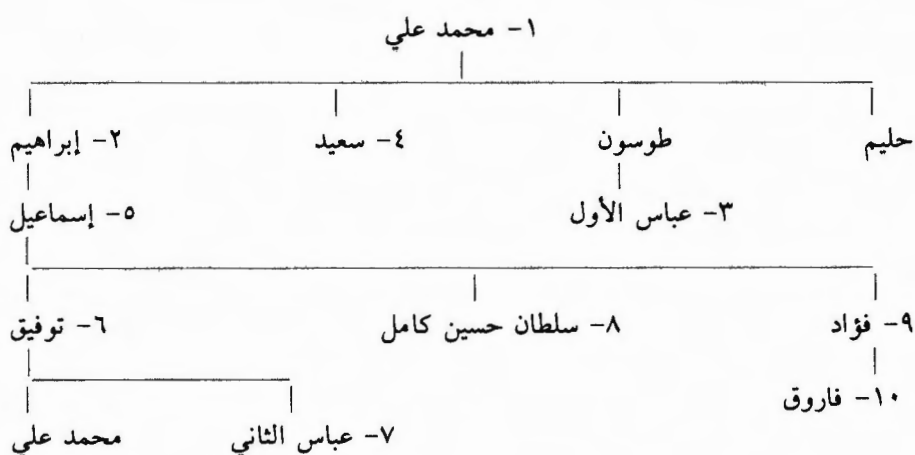 ١- محمد علي
حليم طوسون ٤- سعيد ٢- إبراهيم
٣- عباس الأول ٥- إسماعيل
٩- فؤاد ٨- سلطان حسين كامل ٦- توفيق
١٠- فاروق
٧- عباس الثاني محمد علي